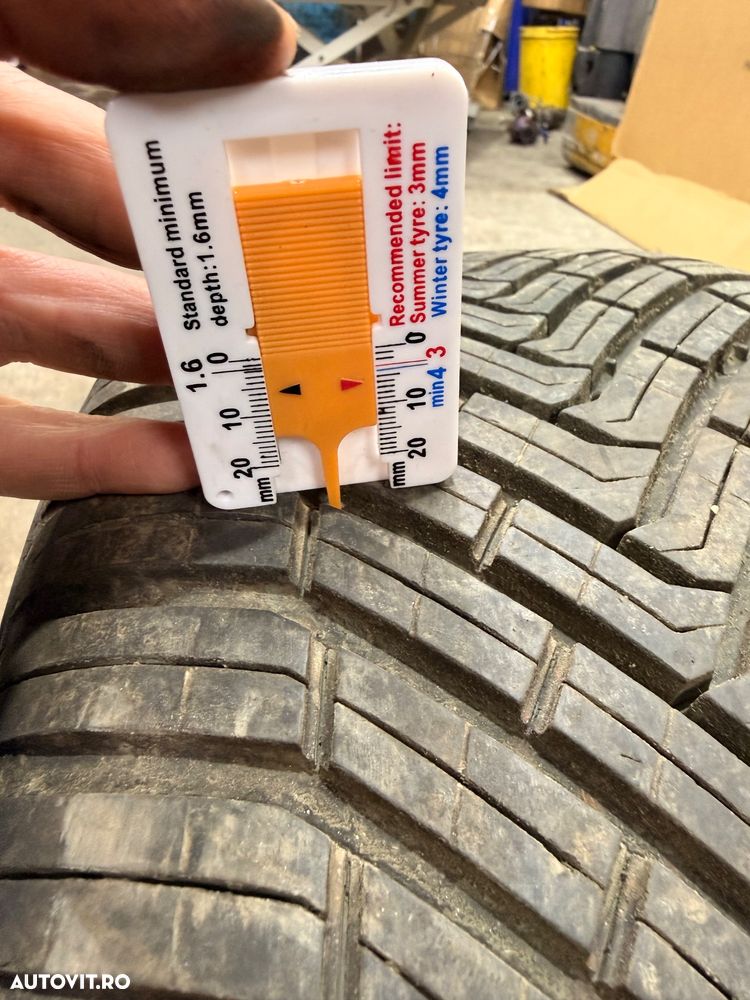 Standard minimum
depth:1.6mm
1.6
0
10
20
mm
Recommended limit:
Summer tyre: 3mm
Winter tyre: 4mm
0
3
min4
10
20
mm
AUTOVIT.RO